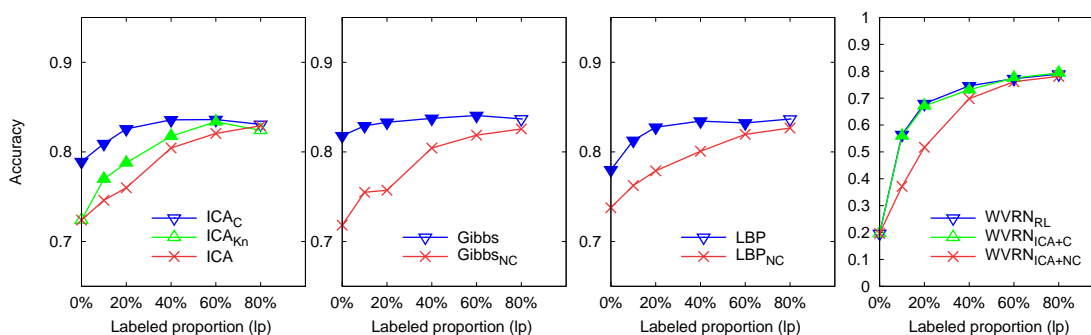 Accuracy
0.9
0.8
0.7
0% 20% 40% 60% 80%
Labeled proportion (lp)
ICA_C
ICA_Kn
ICA
0.9
0.8
0.7
0% 20% 40% 60% 80%
Labeled proportion (lp)
Gibbs
Gibbs_NC
0.9
0.8
0.7
0% 20% 40% 60% 80%
Labeled proportion (lp)
LBP
LBP_NC
1
0.9
0.8
0.7
0.6
0.5
0.4
0.3
0.2
0.1
0
0% 20% 40% 60% 80%
Labeled proportion (lp)
WVRN_RL
WVRN_ICA+C
WVRN_ICA+NC